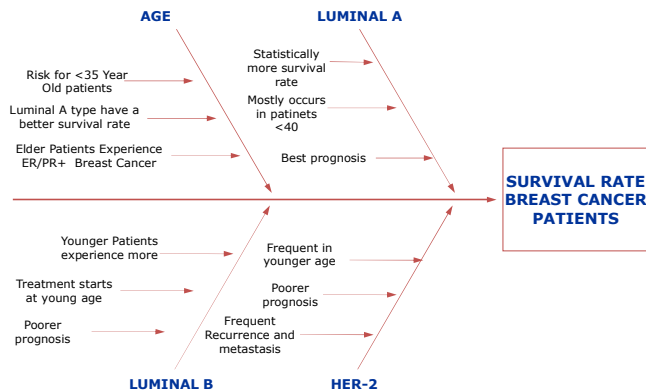 AGE
LUMINAL A
Risk for <35 Year
Old patients
Luminal A type have a
better survival rate
Elder Patients Experience
ER/PR+ Breast Cancer
Statistically
more survival
rate
Mostly occurs
in patinets
<40
Best prognosis
SURVIVAL RATE
BREAST CANCER
PATIENTS
Younger Patients
experience more
Treatment starts
at young age
Poorer
prognosis
Frequent in
younger age
Poorer
prognosis
Frequent
Recurrence and
metastasis
LUMINAL B
HER-2